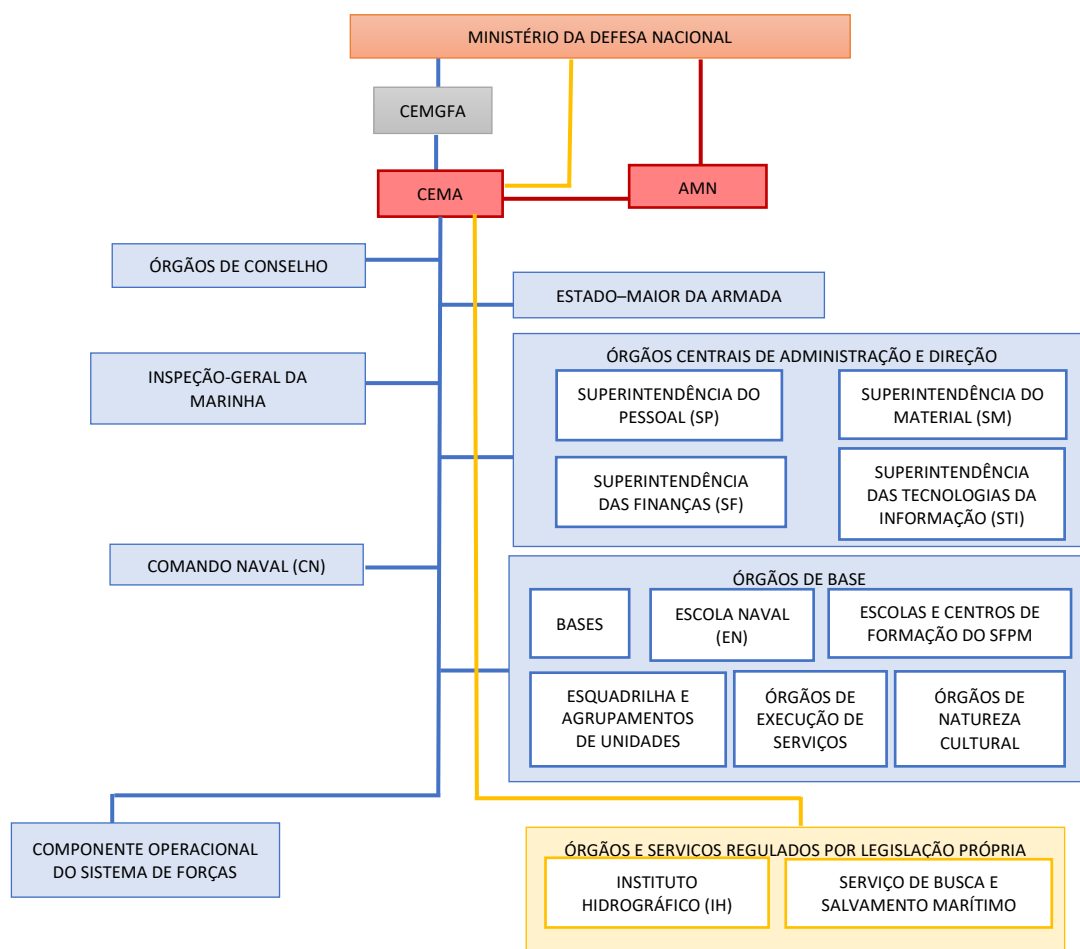 MINISTÉRIO DA DEFESA NACIONAL
CEMGFA
CEMA
AMN
ÓRGÃOS DE CONSELHO
ESTADO–MAIOR DA ARMADA
INSPEÇÃO-GERAL DA
MARINHA
ÓRGÃOS CENTRAIS DE ADMINISTRAÇÃO E DIREÇÃO
SUPERINTENDÊNCIA DO
PESSOAL (SP)
SUPERINTENDÊNCIA DO
MATERIAL (SM)
SUPERINTENDÊNCIA
DAS FINANÇAS (SF)
SUPERINTENDÊNCIA
DAS TECNOLOGIAS DA
INFORMAÇÃO (STI)
COMANDO NAVAL (CN)
ÓRGÃOS DE BASE
BASES
ESCOLA NAVAL
(EN)
ESCOLAS E CENTROS DE
FORMAÇÃO DO SFPM
ESQUADRILHA E
AGRUPAMENTOS
DE UNIDADES
ÓRGÃOS DE
EXECUÇÃO DE
SERVIÇOS
ÓRGÃOS DE
NATUREZA
CULTURAL
COMPONENTE OPERACIONAL
DO SISTEMA DE FORÇAS
ÓRGÃOS E SERVICOS REGULADOS POR LEGISLAÇÃO PRÓPRIA
INSTITUTO
HIDROGRÁFICO (IH)
SERVIÇO DE BUSCA E
SALVAMENTO MARÍTIMO